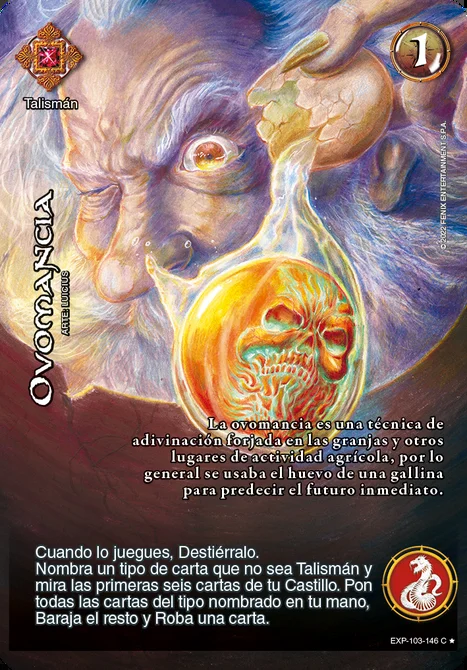 1
Talismán
© 2022 FENIX ENTERTAINMENT S.P.A.
Ovomancia
ARTE: LUICIUS
La ovomancia es una técnica de
adivinación forjada en las granjas y otros
lugares de actividad agrícola, por lo
general se usaba el huevo de una gallina
para predecir el futuro inmediato.
Cuando lo juegues, Destiérralo.
Nombra un tipo de carta que no sea Talismán y
mira las primeras seis cartas de tu Castillo. Pon
todas las cartas del tipo nombrado en tu mano,
Baraja el resto y Roba una carta.
EXP-103-146 C ★